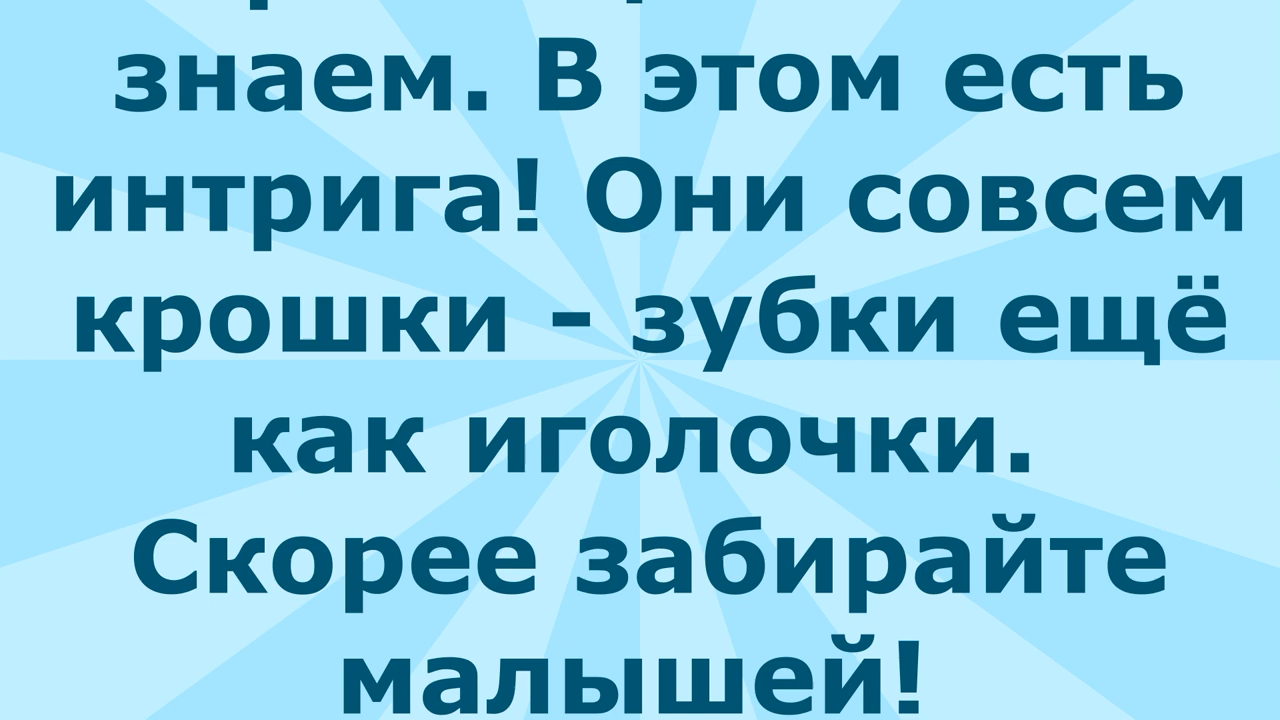 знаем. В этом есть
интрига! Они совсем
крошки - зубки ещё
как иголочки.
Скорее забирайте
малышей!